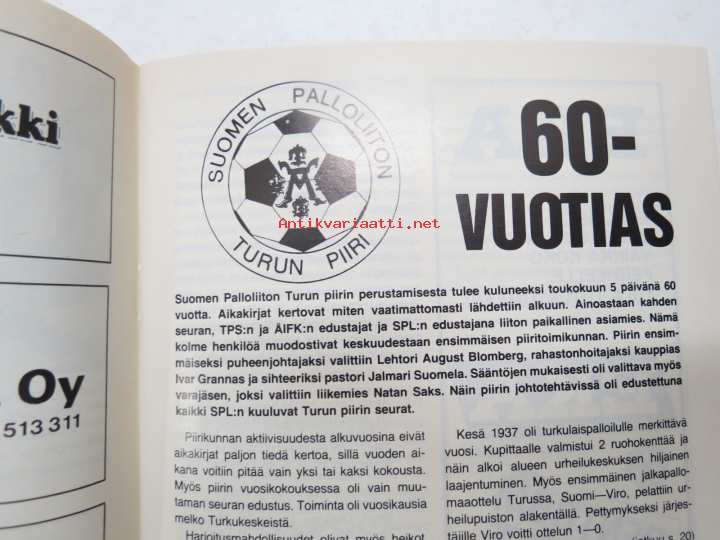 kki
Oy
513 311
SUOMEN PALLOLIITON
TURUN PIIRI
Antikvariaatti.net
60-
VUOTIAS
Suomen Palloliiton Turun piirin perustamisesta tulee kuluneeksi toukokuun 5 päivänä 60
vuotta. Aikakirjat kertovat miten vaatimattomasti lähdettiin alkuun. Ainoastaan kahden
seuran, TPS:n ja ÅIFK:n edustajat ja SPL:n edustajana liiton paikallinen asiamies. Nämä
kolme henkilöä muodostivat keskuudestaan ensimmäisen piiritoimikunnan. Piirin ensim-
mäiseksi puheenjohtajaksi valittiin Lehtori August Blomberg, rahastonhoitajaksi kauppias
Ivar Grannas ja sihteeriksi pastori Jalmari Suomela. Sääntöjen mukaisesti oli valittava myös
varajäsen, joksi valittiin liikemies Natan Saks. Näin piirin johtotehtävissä oli edustettuna
kaikki SPL:n kuuluvat Turun piirin seurat.
Piirikunnan aktiivisuudesta alkuvuosina eivät
aikakirjat paljon tiedä kertoa, sillä vuoden ai-
kana voitiin pitää vain yksi tai kaksi kokousta.
Myös piirin vuosikokouksessa oli vain muu-
taman seuran edustus. Toiminta oli vuosikausia
melko Turkukeskeistä.
Harjoitusmahdollisuudet olivat myös heikot
Kesä 1937 oli turkulaispalloilulle merkittävä
vuosi. Kupittaalle valmistui 2 ruohokenttää ja
näin alkoi alueen urheilukeskuksen hiljainen
laajentuminen. Myös ensimmäinen jalkapallo-
maaottelu Turussa, Suomi—Viro, pelattiin ur-
heilupuiston alakentällä. Pettymykseksi järjes-
täjille Viro voitti ottelun 1—0.
(jatkuu s. 20)